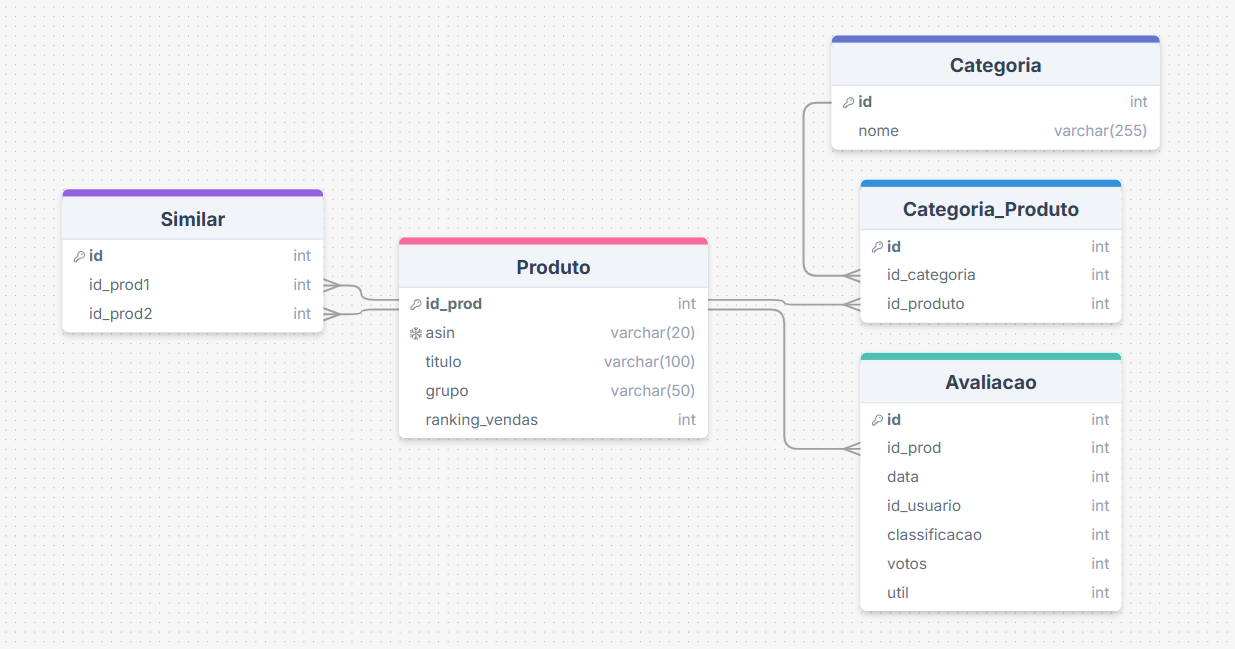 Categoria
id int
nome varchar(255)
Categoria_Produto
id int
id_categoria int
id_produto int
Similar
id int
id_prod1 int
id_prod2 int
Produto
id_prod int
asin varchar(20)
titulo varchar(100)
grupo varchar(50)
ranking_vendas int
Avaliacao
id int
id_prod int
data int
id_usuario int
classificacao int
votos int
util int